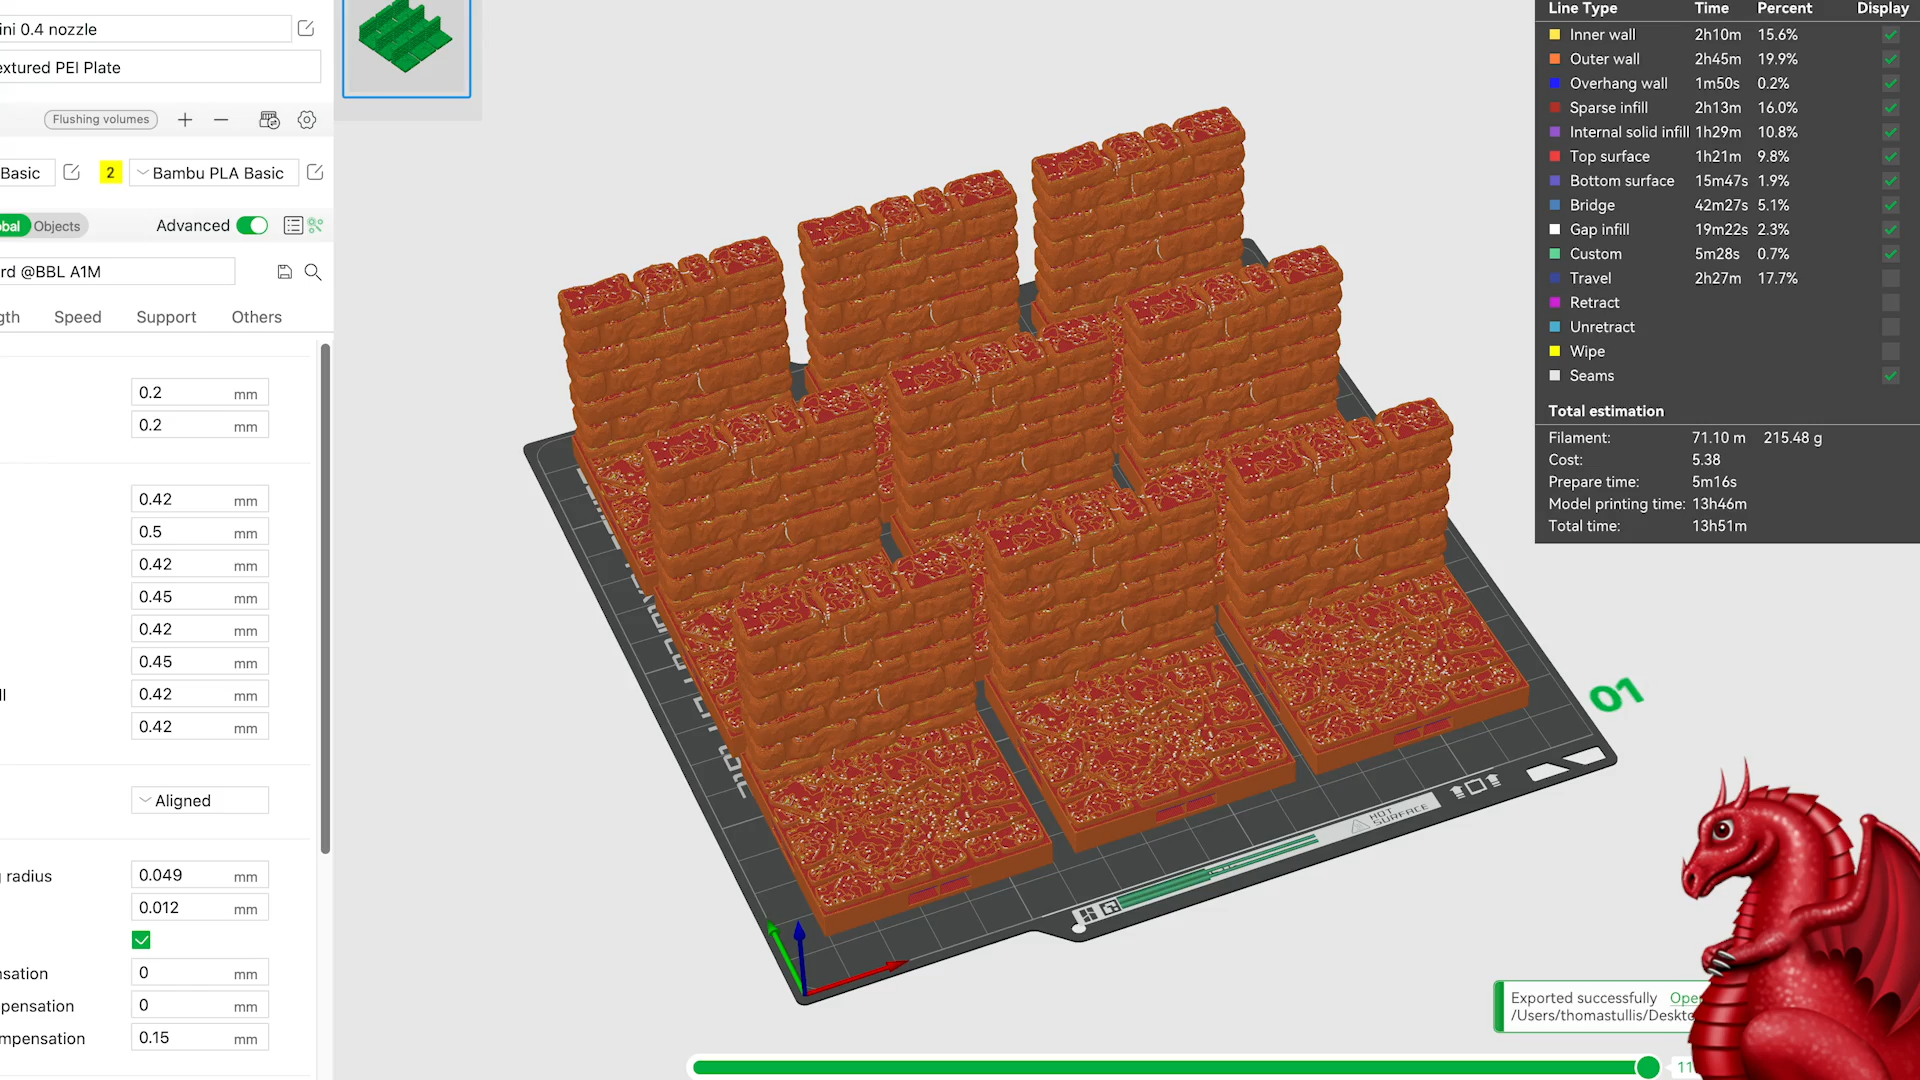 ini 0.4 nozzle
extured PEI Plate
Flushing volumes
Basic
2
Bambu PLA Basic
obal
Objects
Advanced
rd @BBL A1M
gth
Speed
Support
Others
0.2 mm
0.2 mm
0.42 mm
0.5 mm
0.42 mm
0.45 mm
0.42 mm
0.45 mm
ll 0.42 mm
0.42 mm
Aligned
g radius 0.049 mm
0.012 mm
nsation 0 mm
pensation 0 mm
mpensation 0.15 mm
Line Type Time Percent Display
Inner wall 2h10m 15.6%
Outer wall 2h45m 19.9%
Overhang wall 1m50s 0.2%
Sparse infill 2h13m 16.0%
Internal solid infill 1h29m 10.8%
Top surface 1h21m 9.8%
Bottom surface 15m47s 1.9%
Bridge 42m27s 5.1%
Gap infill 19m22s 2.3%
Custom 5m28s 0.7%
Travel 2h27m 17.7%
Retract
Unretract
Wipe
Seams
Total estimation
Filament: 71.10 m 215.48 g
Cost: 5.38
Prepare time: 5m16s
Model printing time: 13h46m
Total time: 13h51m
01
HOT
SURFACE
Exported successfully Open
/Users/thomastullis/Deskto
11